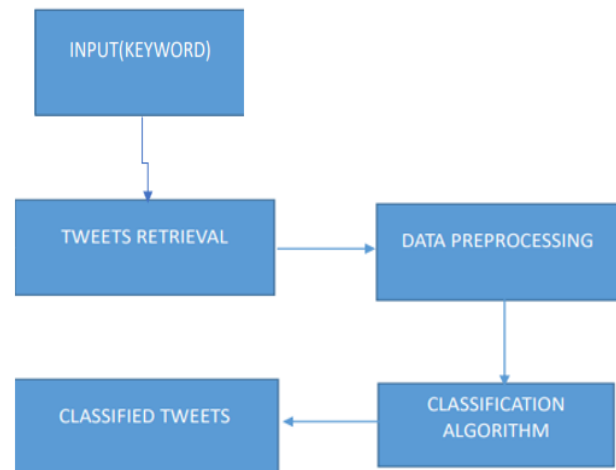 INPUT(KEYWORD)
TWEETS RETRIEVAL
DATA PREPROCESSING
CLASSIFICATION
ALGORITHM
CLASSIFIED TWEETS